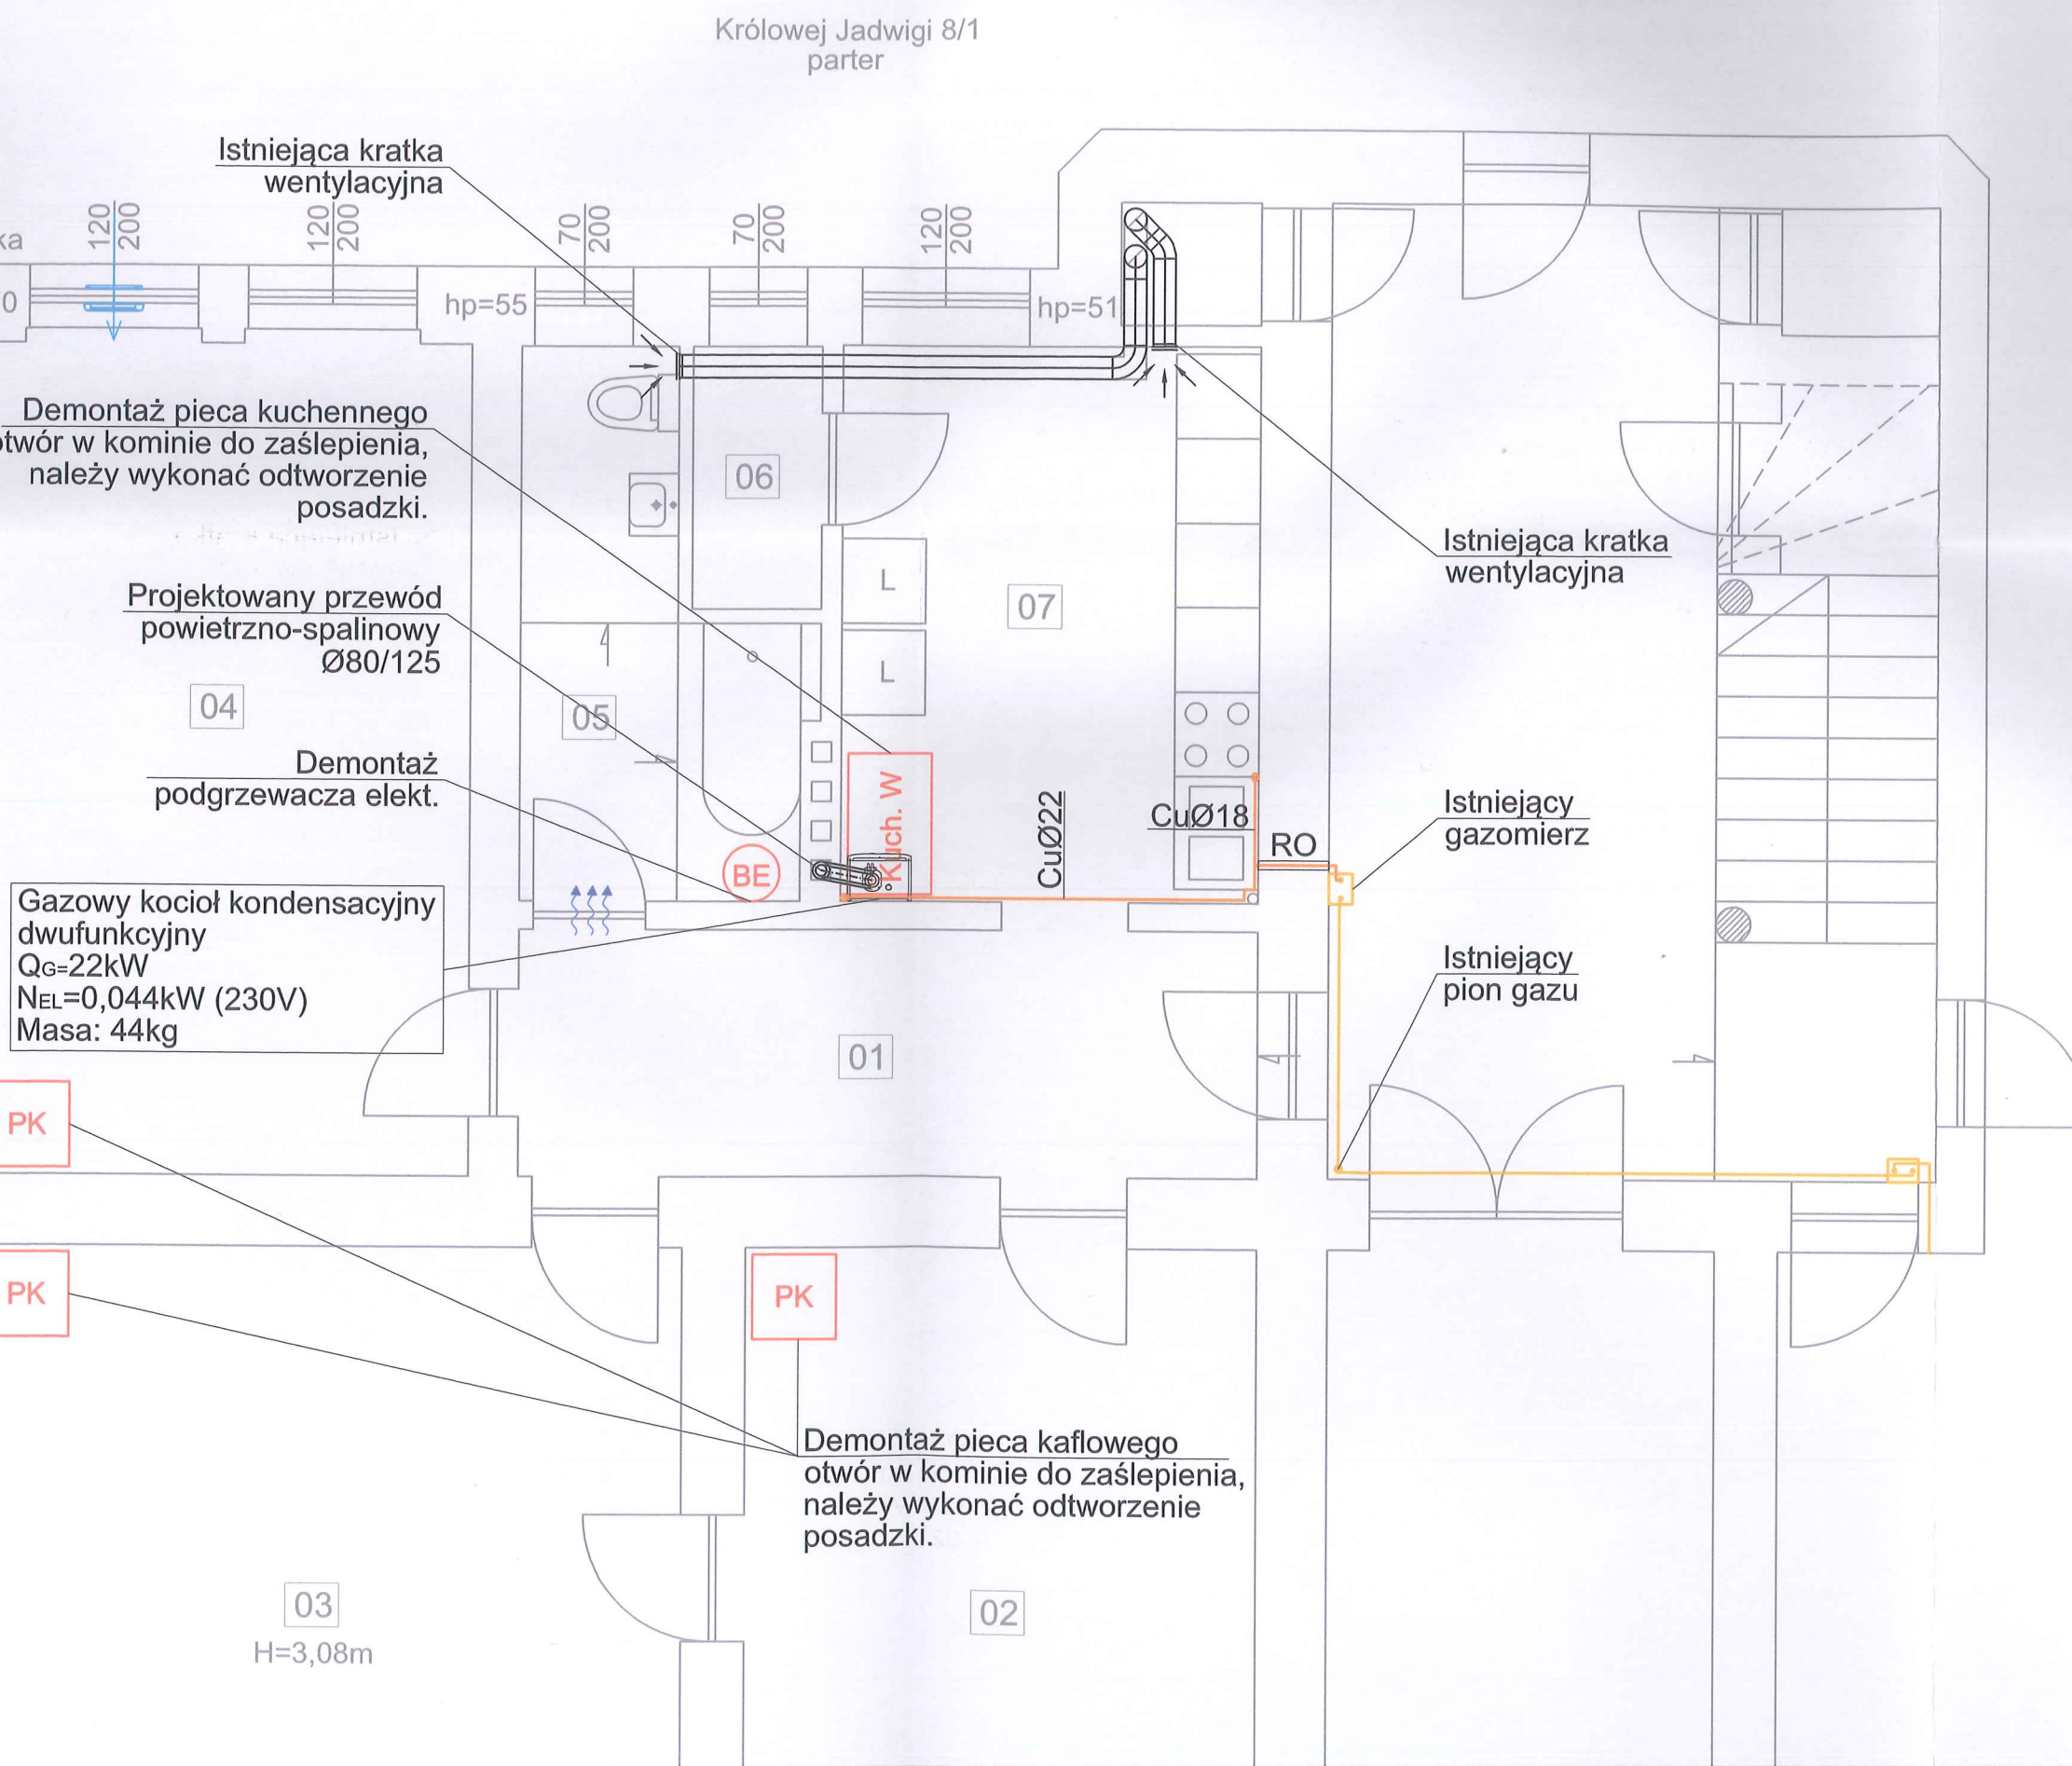 Królowej Jadwigi 8/1
parter
Istniejąca kratka
wentylacyjna
120
200
120
200
70
200
70
200
120
200
hp=55
hp=51
Demontaż pieca kuchennego
otwór w kominie do zaślepienia,
należy wykonać odtworzenie
posadzki.
06
Istniejąca kratka
wentylacyjna
L
07
Projektowany przewód
powietrzno-spalinowy
Ø80/125
L
04
05
Demontaż
podgrzewacza elekt.
Kuch. W
CuØ22
CuØ18
RO
Istniejący
gazomierz
BE
Gazowy kocioł kondensacyjny
dwufunkcyjny
QG=22kW
NEL=0,044kW (230V)
Masa: 44kg
Istniejący
pion gazu
01
PK
PK
PK
Demontaż pieca kaflowego
otwór w kominie do zaślepienia,
należy wykonać odtworzenie
posadzki.
03
H=3,08m
02